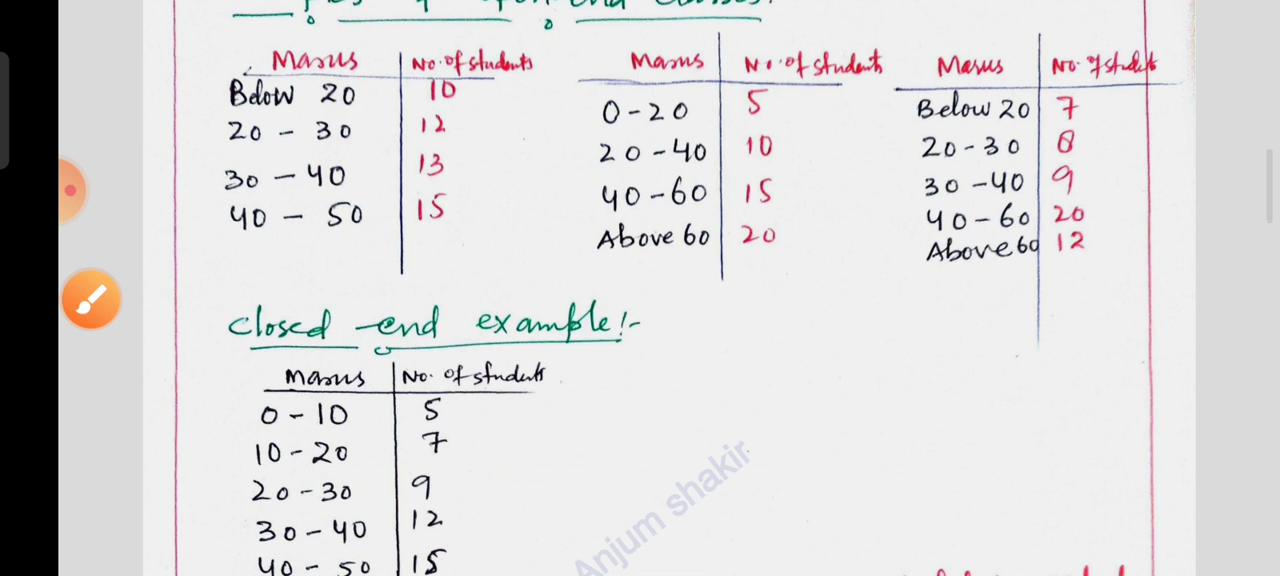 Marks No. of students
Below 20 10
20 - 30 12
30 - 40 13
40 - 50 15
Marks No. of students
0 - 20 5
20 - 40 10
40 - 60 15
Above 60 20
Marks No. of students
Below 20 7
20 - 30 8
30 - 40 9
40 - 60 20
Above 60 12
closed -end example!-
Marks No. of students
0 - 10 5
10 - 20 7
20 - 30 9
30 - 40 12
40 - 50 15
Anjum shakir